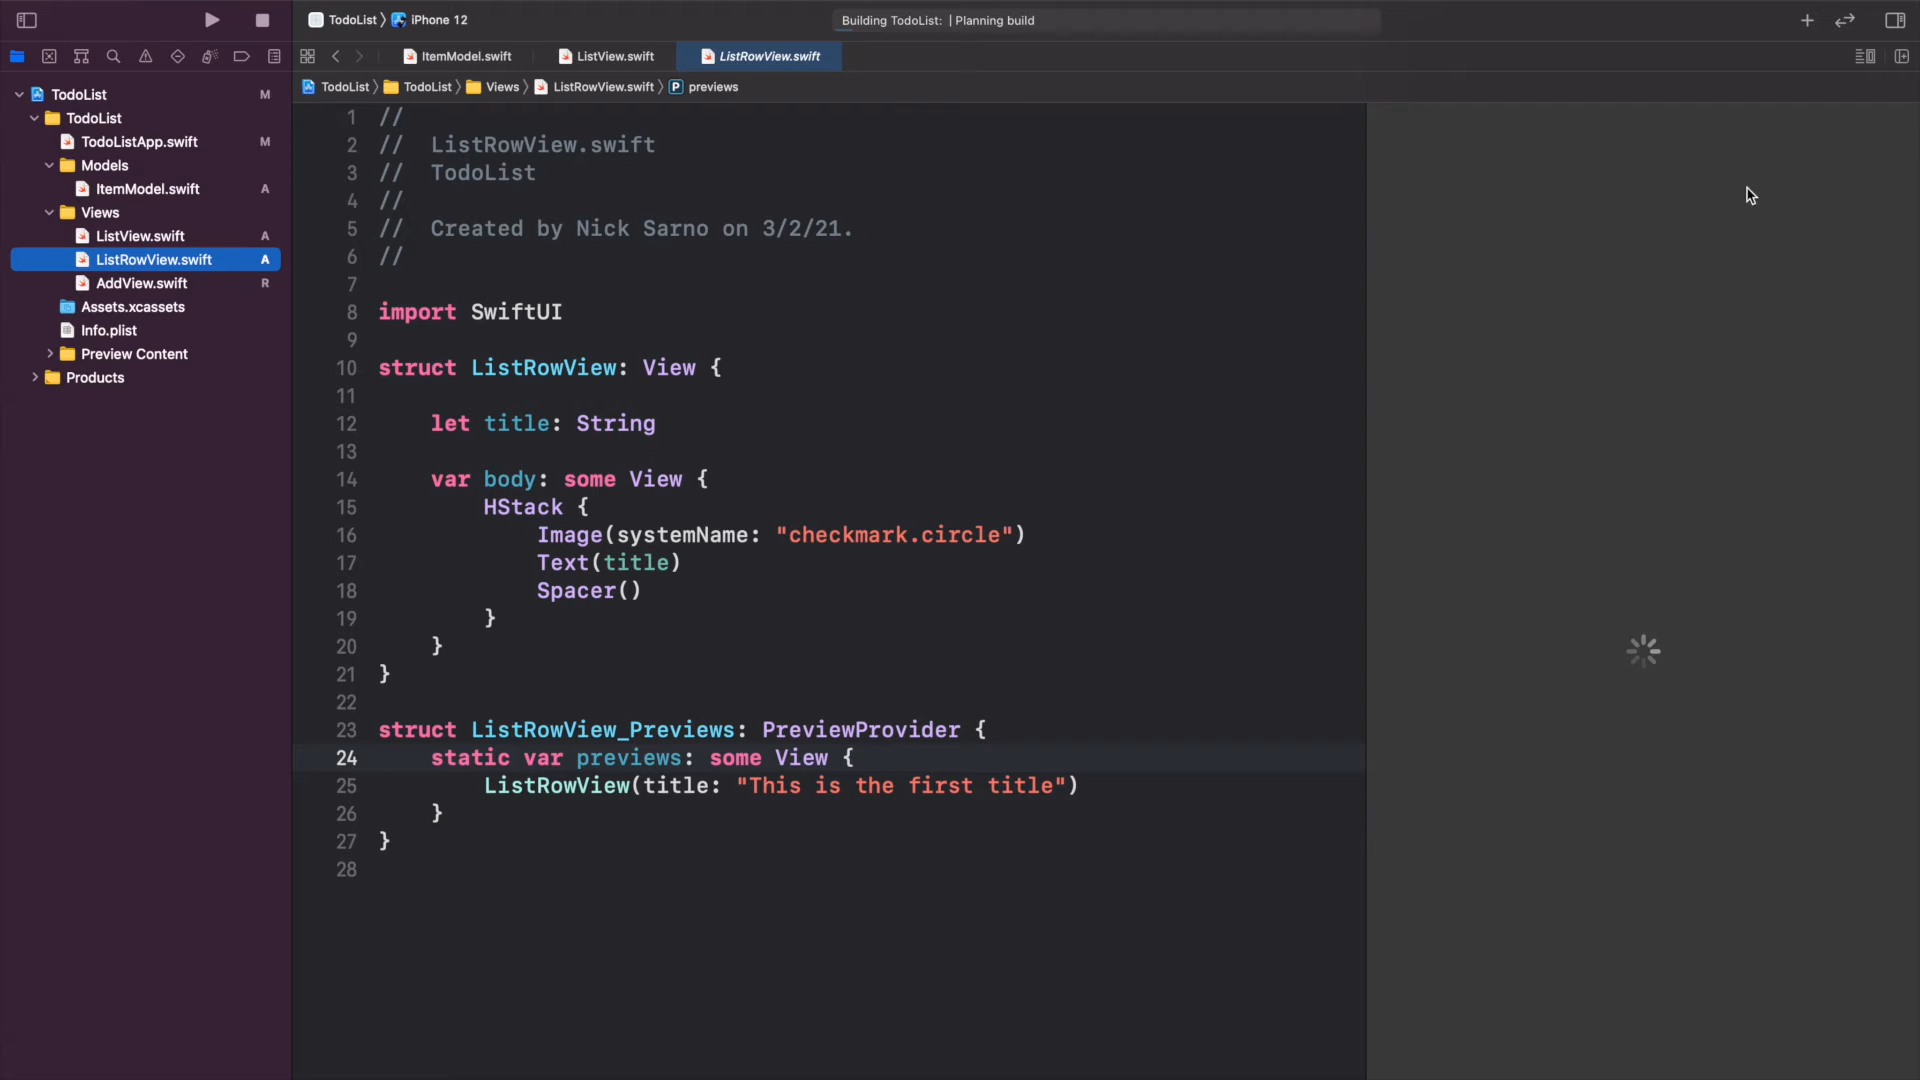 TodoList
iPhone 12
Building TodoList: | Planning build
ItemModel.swift
ListView.swift
ListRowView.swift
TodoList
TodoList
Views
ListRowView.swift
P
previews
TodoList M
TodoList
TodoListApp.swift M
Models
ItemModel.swift A
Views
ListView.swift A
ListRowView.swift A
AddView.swift R
Assets.xcassets
Info.plist
Preview Content
Products
1 //
2 //  ListRowView.swift
3 //  TodoList
4 //
5 //  Created by Nick Sarno on 3/2/21.
6 //
7
8 import SwiftUI
9
10 struct ListRowView: View {
11
12     let title: String
13
14     var body: some View {
15         HStack {
16             Image(systemName: "checkmark.circle")
17             Text(title)
18             Spacer()
19         }
20     }
21 }
22
23 struct ListRowView_Previews: PreviewProvider {
24     static var previews: some View {
25         ListRowView(title: "This is the first title")
26     }
27 }
28